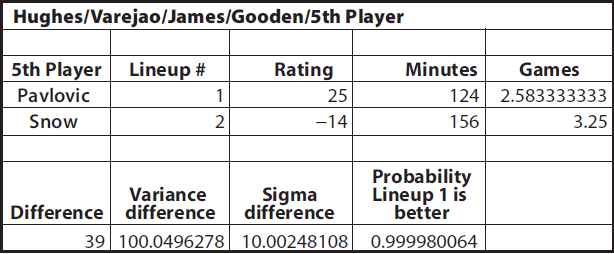 Hughes/Varejao/James/Gooden/5th Player
5th Player Lineup # Rating Minutes Games
Pavlovic 1 25 124 2.583333333
Snow 2 −14 156 3.25
Difference Variance difference Sigma difference Probability Lineup 1 is better
39 100.0496278 10.00248108 0.999980064